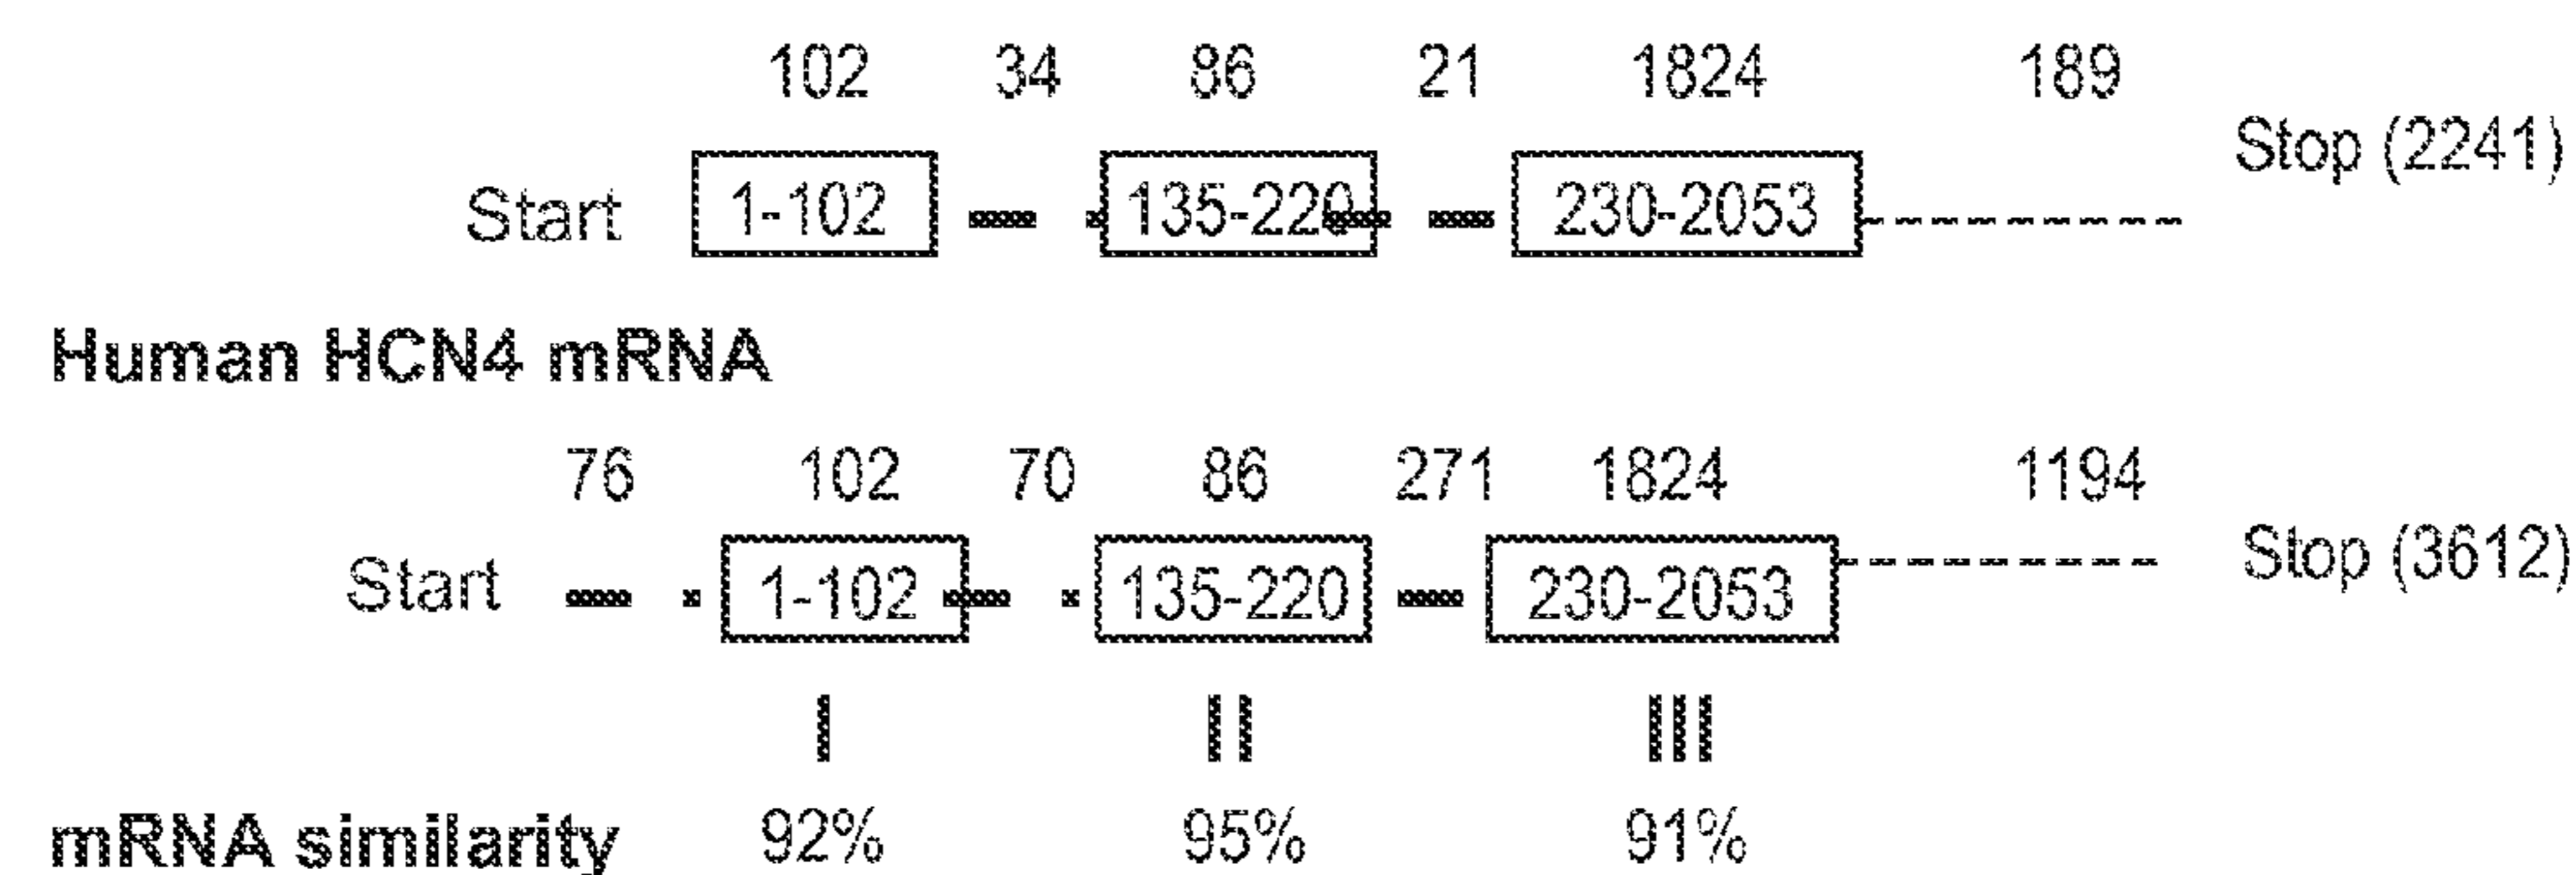 102 34 86 21 1824 189
Start 1-102 135-220 230-2053 Stop (2241)
Human HCN4 mRNA
76 102 70 86 271 1824 1194
Start 1-102 135-220 230-2053 Stop (3612)
I II III
mRNA similarity 92% 95% 91%